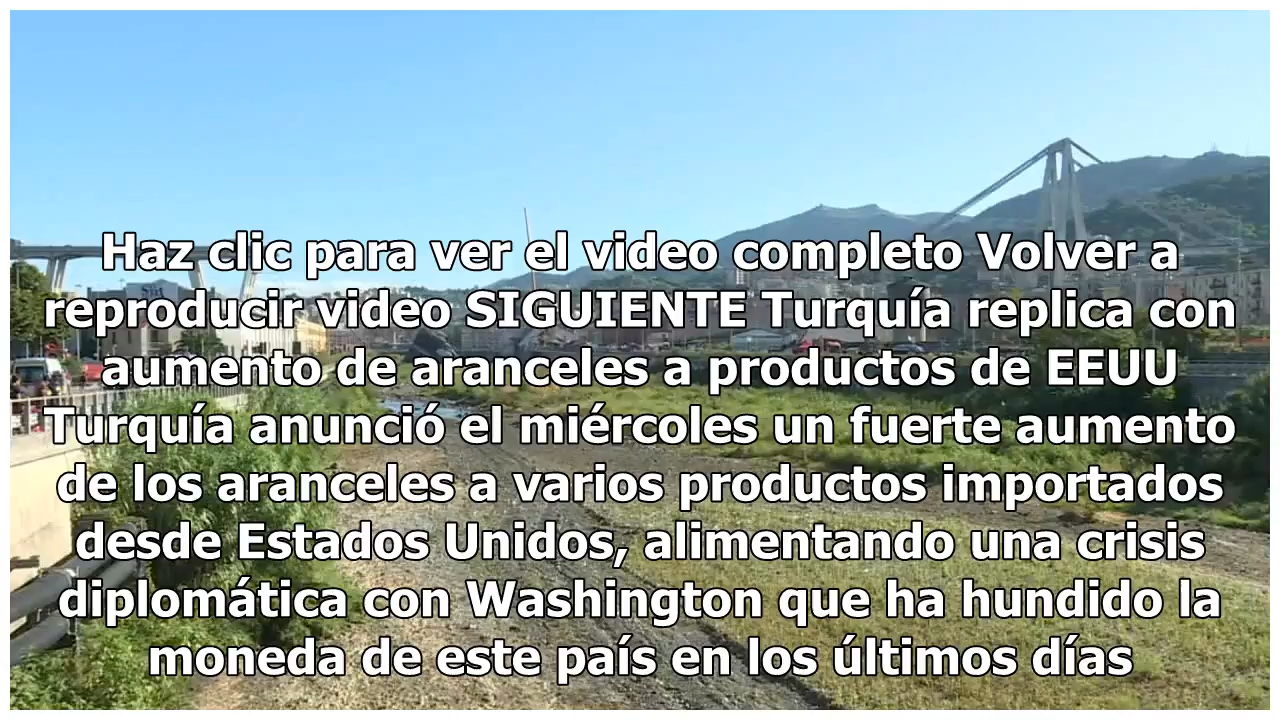 Haz clic para ver el video completo Volver a
reproducir video SIGUIENTE Turquía replica con
aumento de aranceles a productos de EEUU
Turquía anunció el miércoles un fuerte aumento
de los aranceles a varios productos importados
desde Estados Unidos, alimentando una crisis
diplomática con Washington que ha hundido la
moneda de este país en los últimos días